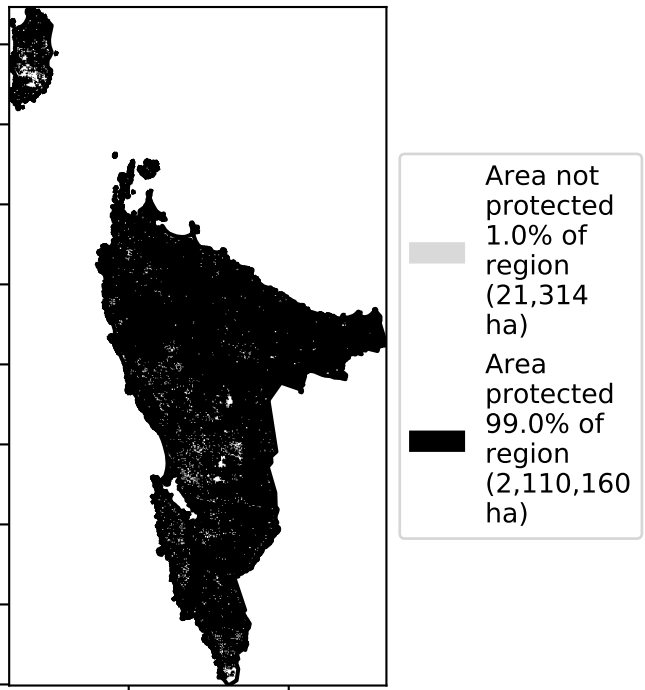 Area not
protected
1.0% of
region
(21,314
ha)
Area
protected
99.0% of
region
(2,110,160
ha)